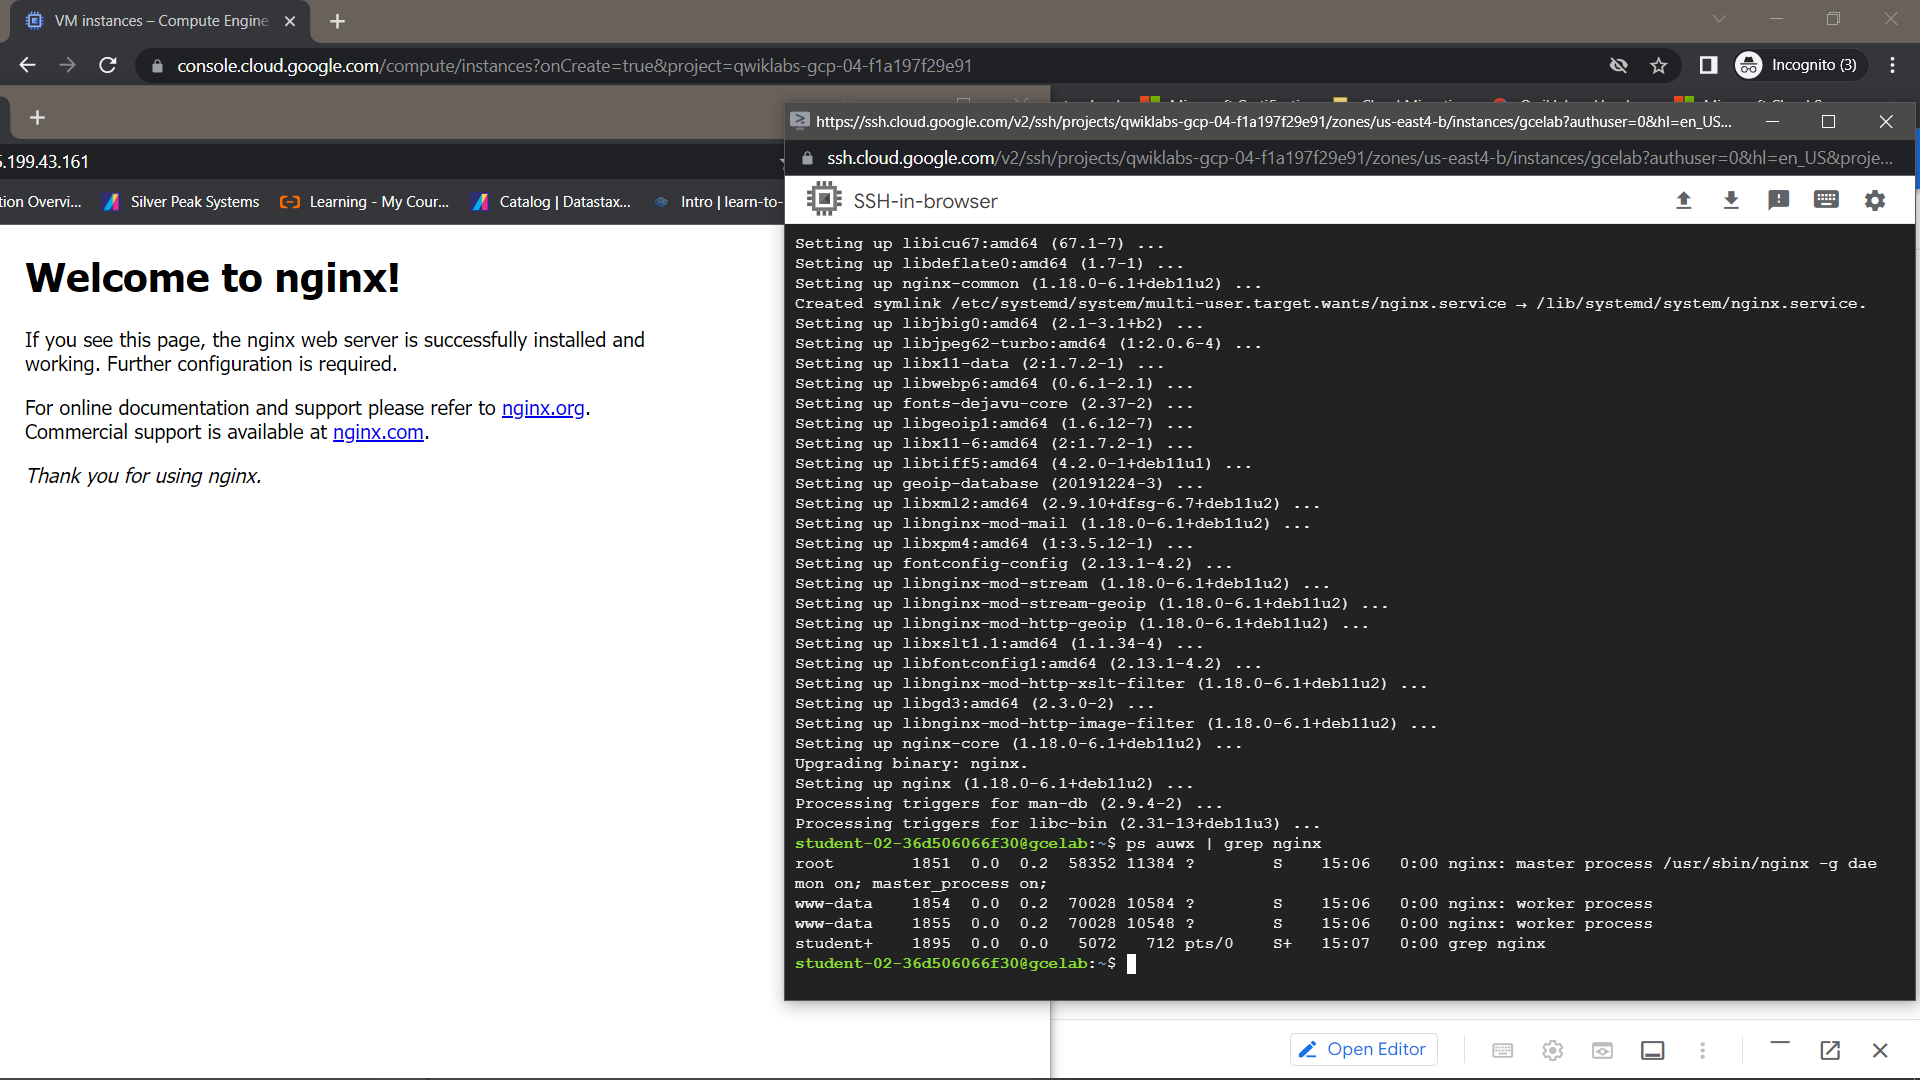 VM instances – Compute Engine
console.cloud.google.com/compute/instances?onCreate=true&project=qwiklabs-gcp-04-f1a197f29e91
Incognito (3)
.199.43.161
tion Overvi...
Silver Peak Systems
Learning - My Cour...
Catalog | Datastax...
Intro | learn-to-
Welcome to nginx!
If you see this page, the nginx web server is successfully installed and
working. Further configuration is required.
For online documentation and support please refer to nginx.org.
Commercial support is available at nginx.com.
Thank you for using nginx.
https://ssh.cloud.google.com/v2/ssh/projects/qwiklabs-gcp-04-f1a197f29e91/zones/us-east4-b/instances/gcelab?authuser=0&hl=en_US...
ssh.cloud.google.com/v2/ssh/projects/qwiklabs-gcp-04-f1a197f29e91/zones/us-east4-b/instances/gcelab?authuser=0&hl=en_US&proje...
SSH-in-browser
Setting up libicu67:amd64 (67.1-7) ...
Setting up libdeflate0:amd64 (1.7-1) ...
Setting up nginx-common (1.18.0-6.1+deb11u2) ...
Created symlink /etc/systemd/system/multi-user.target.wants/nginx.service → /lib/systemd/system/nginx.service.
Setting up libjbig0:amd64 (2.1-3.1+b2) ...
Setting up libjpeg62-turbo:amd64 (1:2.0.6-4) ...
Setting up libx11-data (2:1.7.2-1) ...
Setting up libwebp6:amd64 (0.6.1-2.1) ...
Setting up fonts-dejavu-core (2.37-2) ...
Setting up libgeoip1:amd64 (1.6.12-7) ...
Setting up libx11-6:amd64 (2:1.7.2-1) ...
Setting up libtiff5:amd64 (4.2.0-1+deb11u1) ...
Setting up geoip-database (20191224-3) ...
Setting up libxml2:amd64 (2.9.10+dfsg-6.7+deb11u2) ...
Setting up libnginx-mod-mail (1.18.0-6.1+deb11u2) ...
Setting up libxpm4:amd64 (1:3.5.12-1) ...
Setting up fontconfig-config (2.13.1-4.2) ...
Setting up libnginx-mod-stream (1.18.0-6.1+deb11u2) ...
Setting up libnginx-mod-stream-geoip (1.18.0-6.1+deb11u2) ...
Setting up libnginx-mod-http-geoip (1.18.0-6.1+deb11u2) ...
Setting up libxslt1.1:amd64 (1.1.34-4) ...
Setting up libfontconfig1:amd64 (2.13.1-4.2) ...
Setting up libnginx-mod-http-xslt-filter (1.18.0-6.1+deb11u2) ...
Setting up libgd3:amd64 (2.3.0-2) ...
Setting up libnginx-mod-http-image-filter (1.18.0-6.1+deb11u2) ...
Setting up nginx-core (1.18.0-6.1+deb11u2) ...
Upgrading binary: nginx.
Setting up nginx (1.18.0-6.1+deb11u2) ...
Processing triggers for man-db (2.9.4-2) ...
Processing triggers for libc-bin (2.31-13+deb11u3) ...
student-02-36d506066f30@gcelab:~$ ps auwx | grep nginx
root 1851 0.0 0.2 58352 11384 ? S 15:06 0:00 nginx: master process /usr/sbin/nginx -g dae
mon on; master_process on;
www-data 1854 0.0 0.2 70028 10584 ? S 15:06 0:00 nginx: worker process
www-data 1855 0.0 0.2 70028 10548 ? S 15:06 0:00 nginx: worker process
student+ 1895 0.0 0.0 5072 712 pts/0 S+ 15:07 0:00 grep nginx
student-02-36d506066f30@gcelab:~$
Open Editor